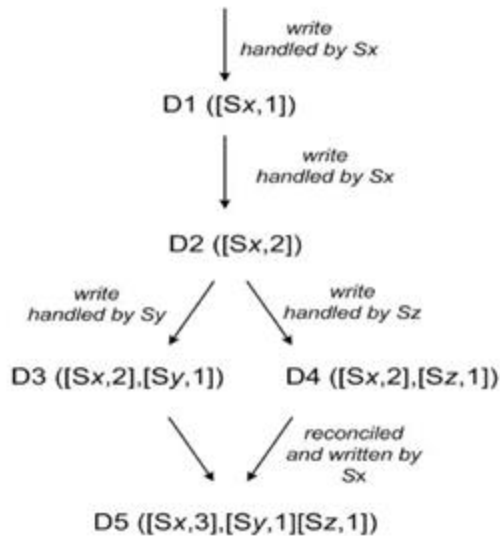 write
handled by Sx
D1 ([Sx,1])
write
handled by Sx
D2 ([Sx,2])
write
handled by Sy
write
handled by Sz
D3 ([Sx,2],[Sy,1])
D4 ([Sx,2],[Sz,1])
reconciled
and written by
Sx
D5 ([Sx,3],[Sy,1][Sz,1])